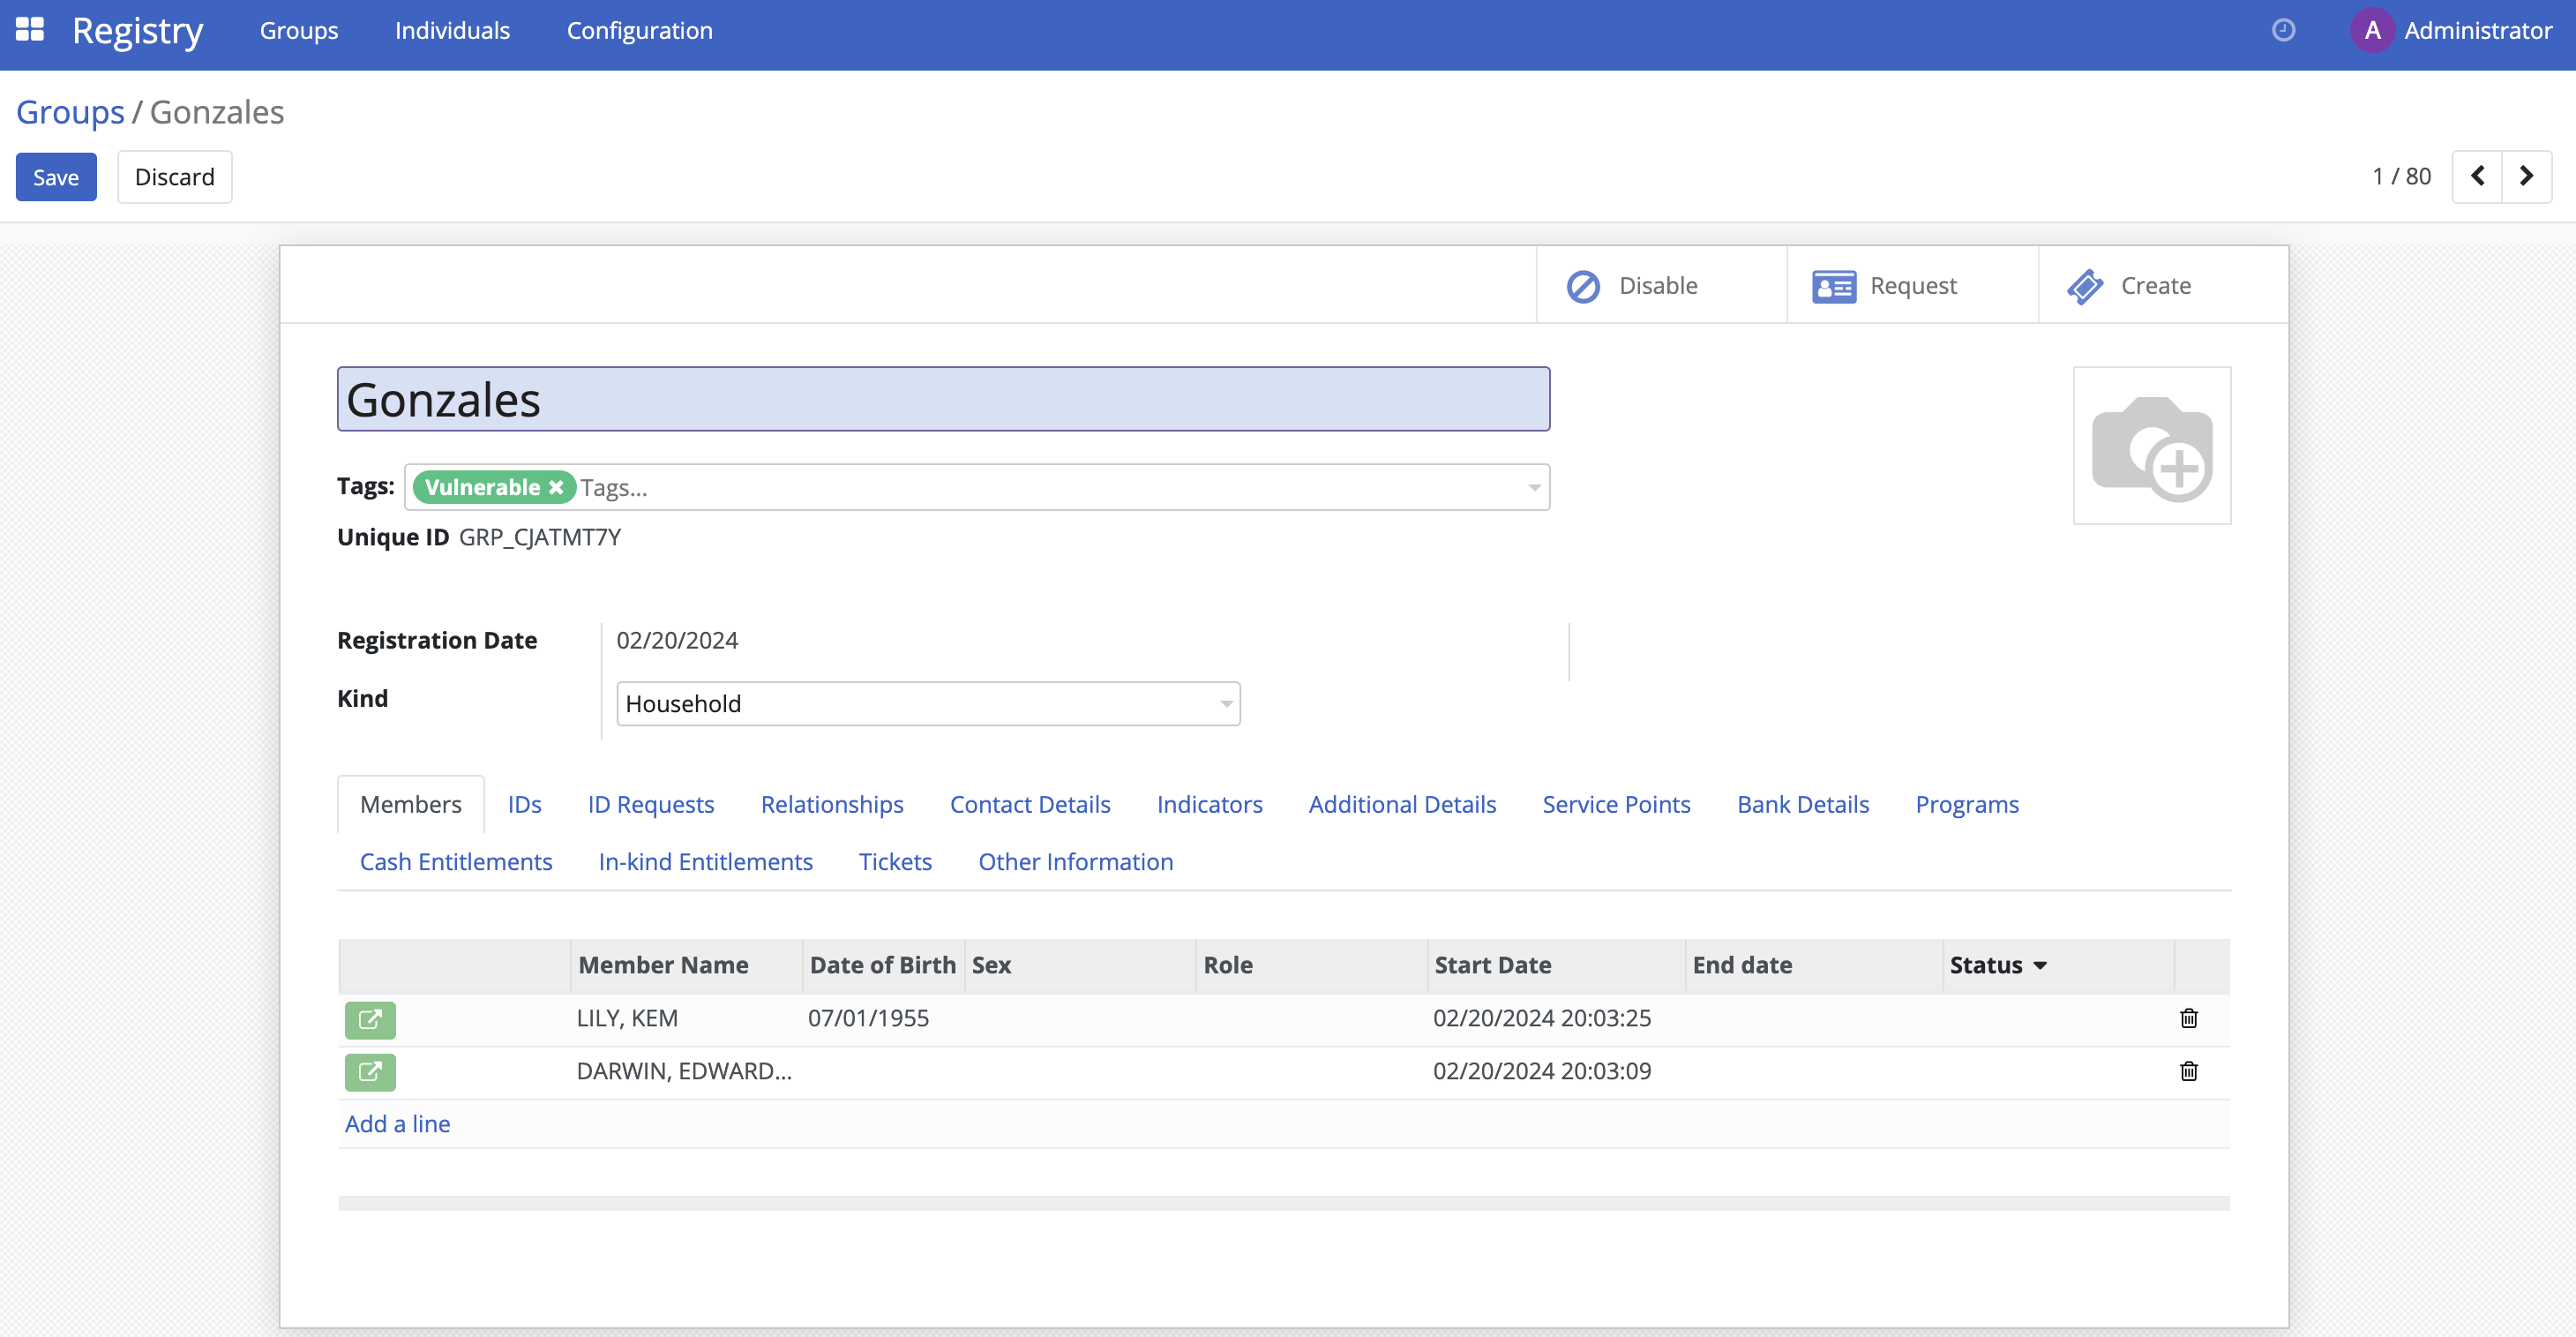 Registry Groups Individuals Configuration A Administrator
Groups / Gonzales
Save Discard 1 / 80
Disable Request Create
Gonzales
Tags: Vulnerable Tags...
Unique ID GRP_CJATMT7Y
Registration Date 02/20/2024
Kind Household
Members IDs ID Requests Relationships Contact Details Indicators Additional Details Service Points Bank Details Programs
Cash Entitlements In-kind Entitlements Tickets Other Information
Member Name Date of Birth Sex Role Start Date End date Status
LILY, KEM 07/01/1955 02/20/2024 20:03:25
DARWIN, EDWARD... 02/20/2024 20:03:09
Add a line